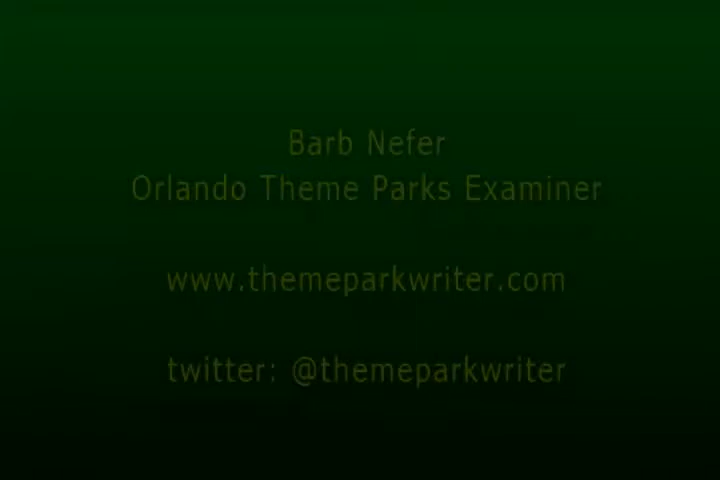 Barb Nefer
Orlando Theme Parks Examiner
www.themeparkwriter.com
twitter: @themeparkwriter